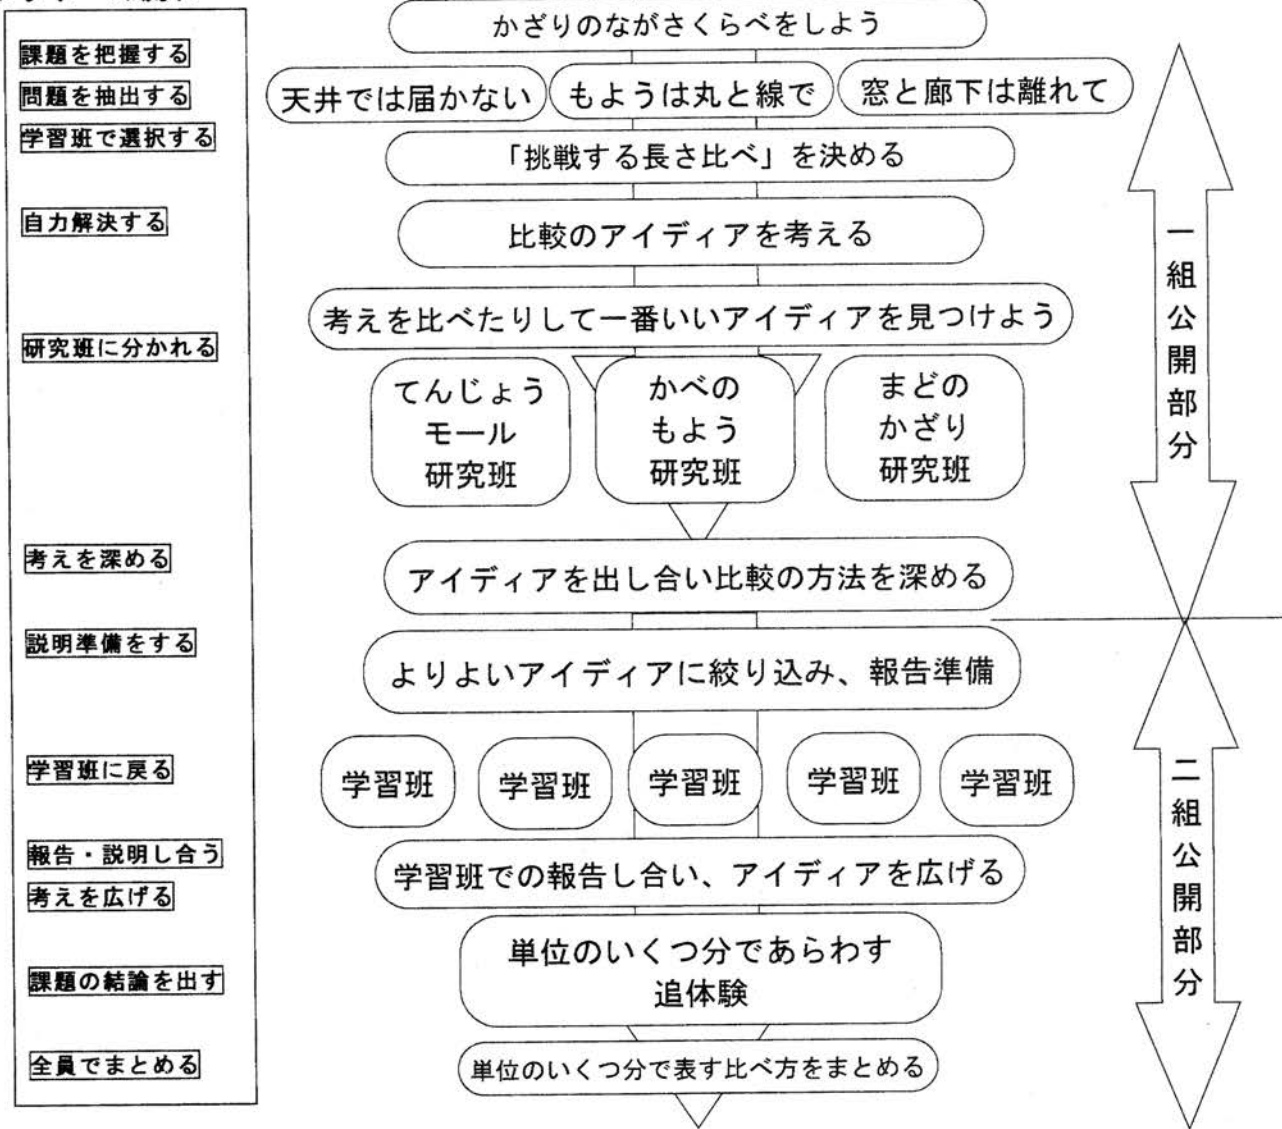 かざりのながさくらべをしよう
課題を把握する
問題を抽出する
天井では届かない
もようは丸と線で
窓と廊下は離れて
学習班で選択する
「挑戦する長さ比べ」を決める
自力解決する
比較のアイディアを考える
考えを比べたりして一番いいアイディアを見つけよう
研究班に分かれる
てんじょう
モール
研究班
かべの
もよう
研究班
まどの
かざり
研究班
一組公開部分
考えを深める
アイディアを出し合い比較の方法を深める
説明準備をする
よりよいアイディアに絞り込み、報告準備
学習班に戻る
学習班
学習班
学習班
学習班
学習班
報告・説明し合う
考えを広げる
学習班での報告し合い、アイディアを広げる
課題の結論を出す
単位のいくつ分であらわす
追体験
全員でまとめる
単位のいくつ分で表す比べ方をまとめる
二組公開部分